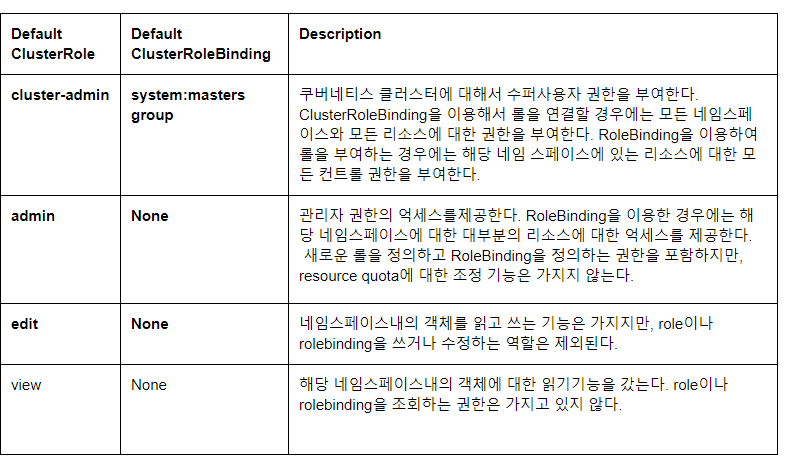 Default ClusterRole
Default ClusterRoleBinding
Description
cluster-admin
system:masters group
쿠버네티스 클러스터에 대해서 수퍼사용자 권한을 부여한다.
ClusterRoleBinding을 이용해서 롤을 연결할 경우에는 모든 네임스페
이스와 모든 리소스에 대한 권한을 부여한다. RoleBinding을 이용하여
롤을 부여하는 경우에는 해당 네임 스페이스에 있는 리소스에 대한 모
든 컨트롤 권한을 부여한다.
admin
None
관리자 권한의 억세스를제공한다. RoleBinding을 이용한 경우에는 해
당 네임스페이스에 대한 대부분의 리소스에 대한 억세스를 제공한다.
새로운 롤을 정의하고 RoleBinding을 정의하는 권한을 포함하지만,
resource quota에 대한 조정 기능은 가지지 않는다.
edit
None
네임스페이스내의 객체를 읽고 쓰는 기능은 가지지만, role이나
rolebinding을 쓰거나 수정하는 역할은 제외된다.
view
None
해당 네임스페이스내의 객체에 대한 읽기기능을 갔는다. role이나
rolebinding을 조회하는 권한은 가지고 있지 않다.